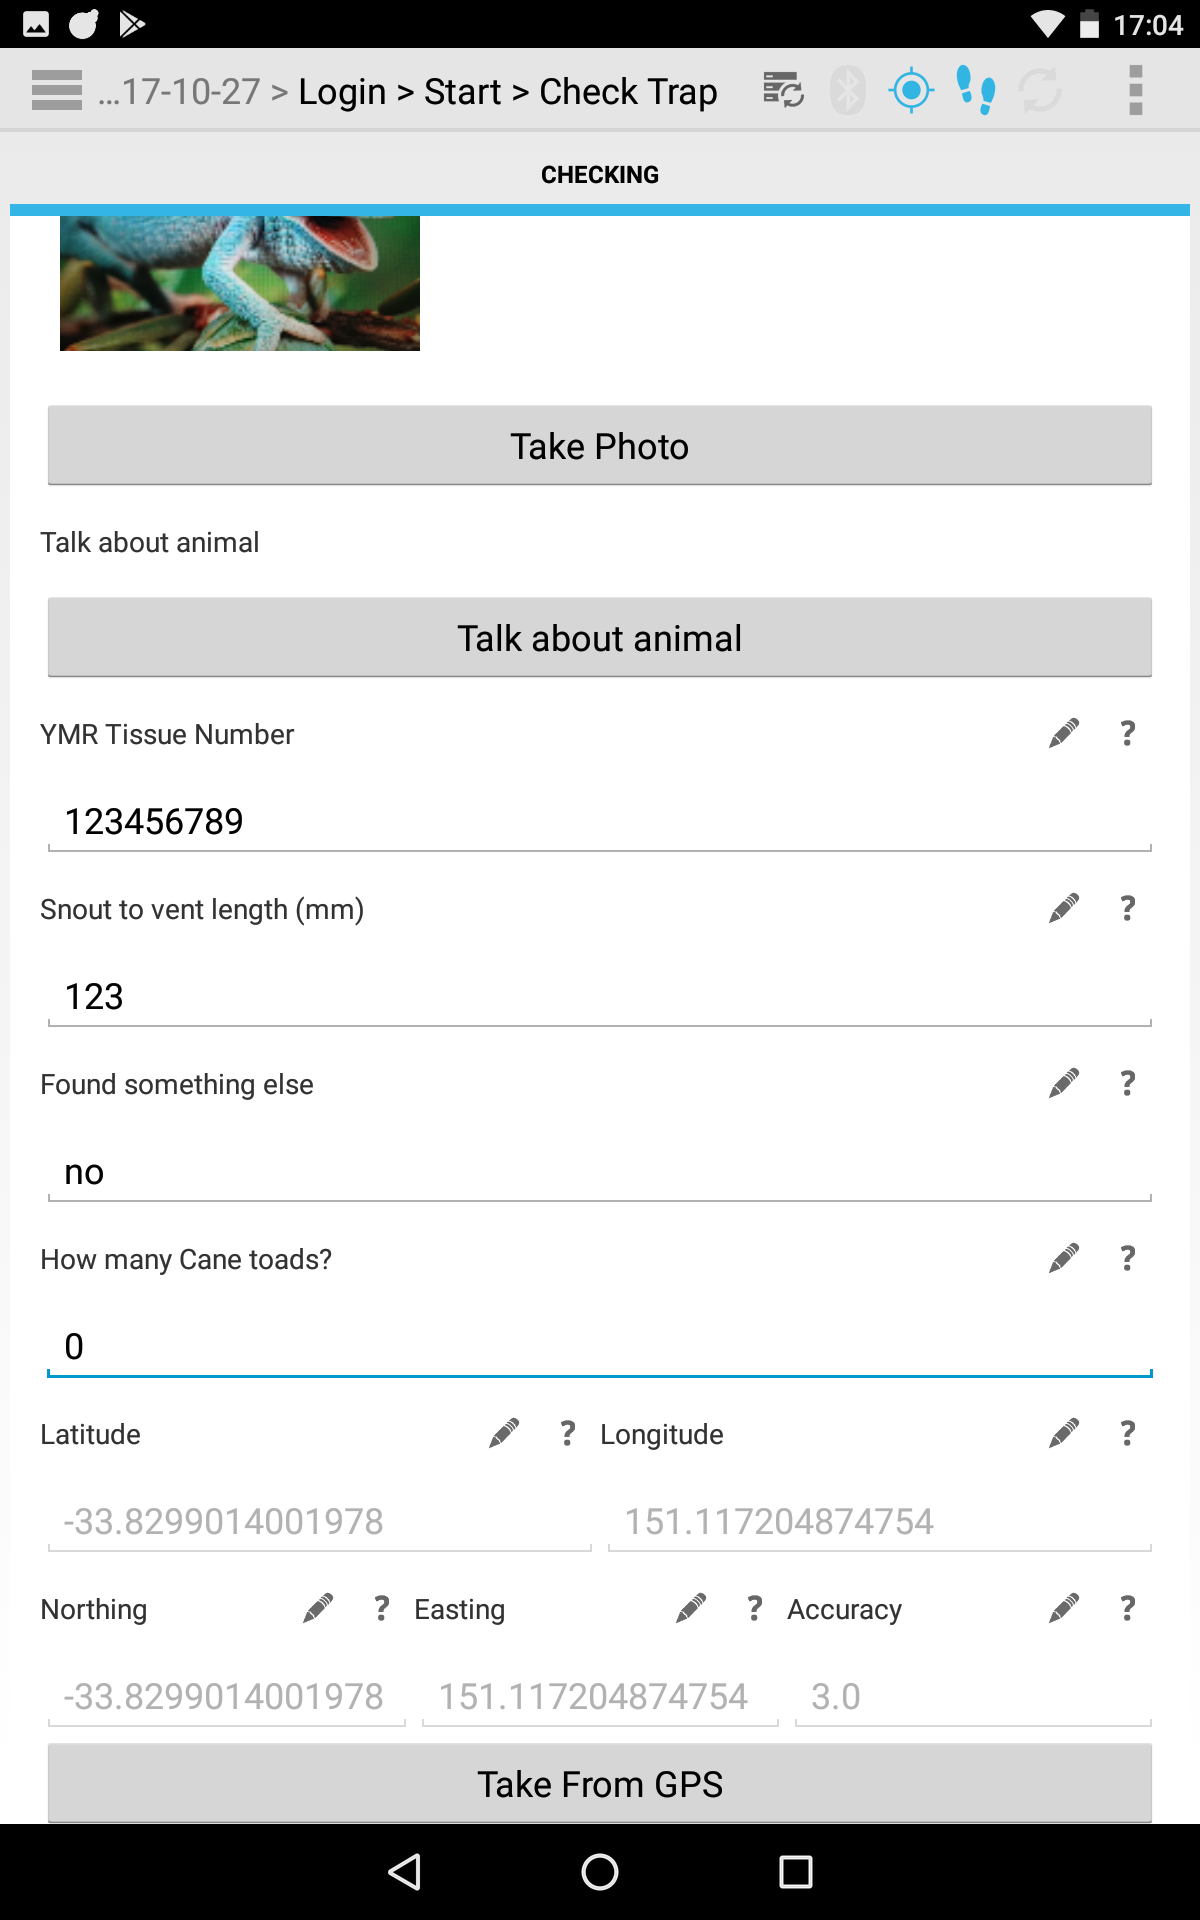 17:04
...17-10-27 > Login > Start > Check Trap
CHECKING
Take Photo
Talk about animal
Talk about animal
YMR Tissue Number ?
123456789
Snout to vent length (mm) ?
123
Found something else ?
no
How many Cane toads? ?
0
Latitude ? Longitude ?
-33.8299014001978 151.117204874754
Northing ? Easting ? Accuracy ?
-33.8299014001978 151.117204874754 3.0
Take From GPS